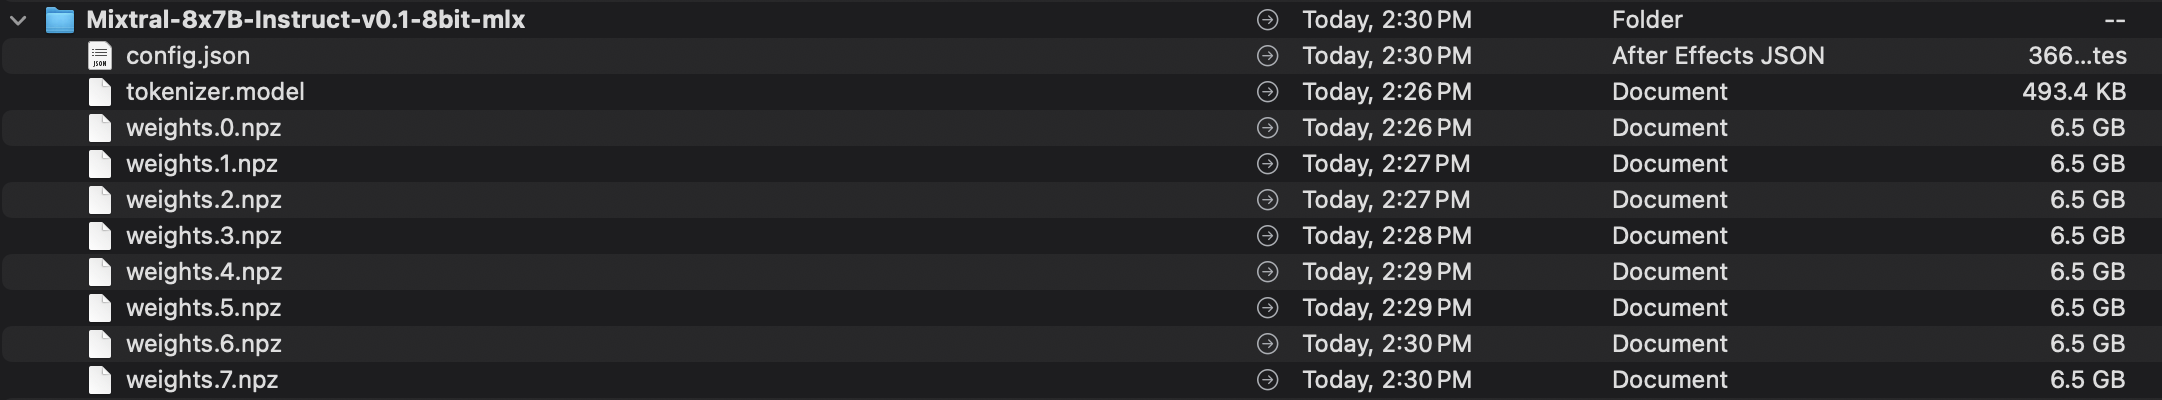 Mixtral-8x7B-Instruct-v0.1-8bit-mlx Today, 2:30 PM Folder --
config.json Today, 2:30 PM After Effects JSON 366...tes
tokenizer.model Today, 2:26 PM Document 493.4 KB
weights.0.npz Today, 2:26 PM Document 6.5 GB
weights.1.npz Today, 2:27 PM Document 6.5 GB
weights.2.npz Today, 2:27 PM Document 6.5 GB
weights.3.npz Today, 2:28 PM Document 6.5 GB
weights.4.npz Today, 2:29 PM Document 6.5 GB
weights.5.npz Today, 2:29 PM Document 6.5 GB
weights.6.npz Today, 2:30 PM Document 6.5 GB
weights.7.npz Today, 2:30 PM Document 6.5 GB